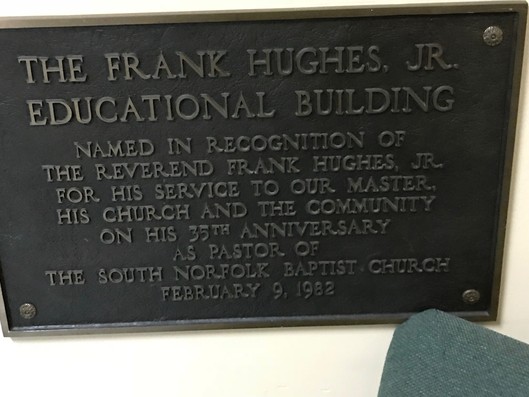 THE FRANK HUGHES, JR.
EDUCATIONAL BUILDING
NAMED IN RECOGNITION OF
THE REVEREND FRANK HUGHES, JR.
FOR HIS SERVICE TO OUR MASTER,
HIS CHURCH AND THE COMMUNITY
ON HIS 35TH ANNIVERSARY
AS PASTOR OF
THE SOUTH NORFOLK BAPTIST CHURCH
FEBRUARY 9, 1982